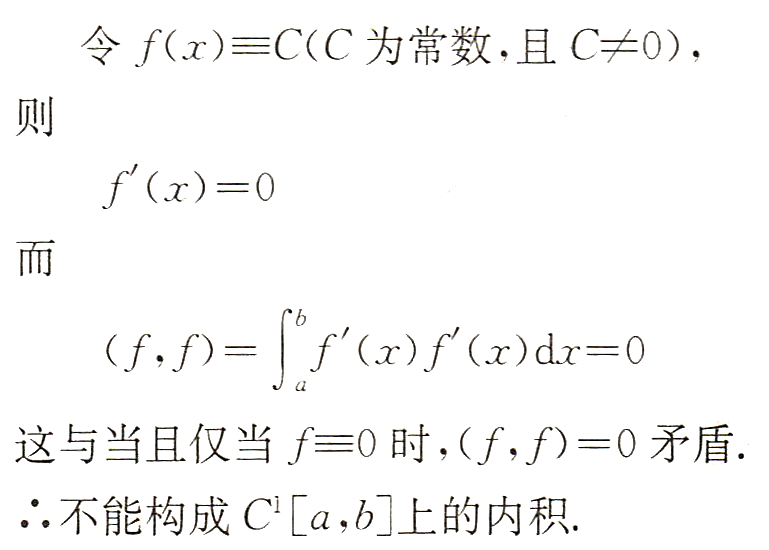 令 f(x)≡C(C 为常数,且 C≠0),
则
f′(x)=0
而
(f,f)=∫ₐᵇ f′(x)f′(x)dx=0
这与当且仅当 f≡0 时,(f,f)=0 矛盾.
∴不能构成 C¹[a,b]上的内积.